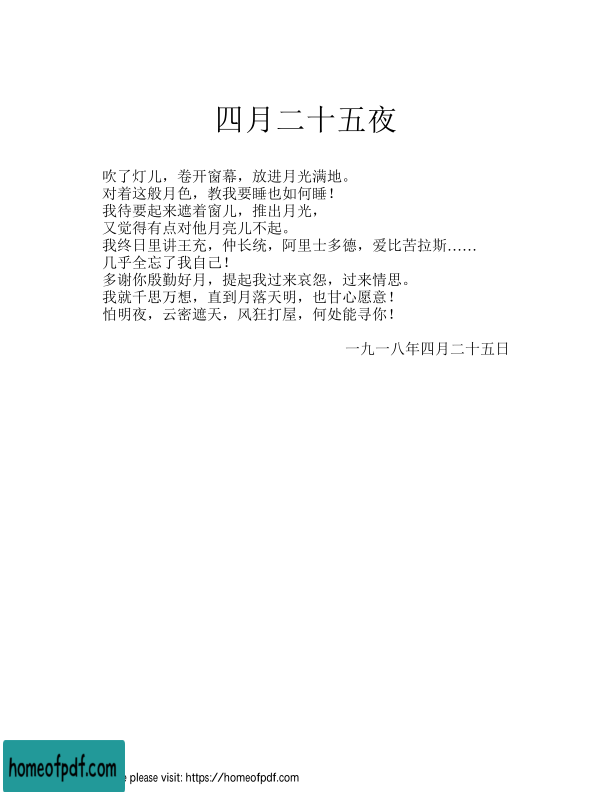 四月二十五夜
吹了灯儿，卷开窗幕，放进月光满地。
对着这般月色，教我要睡也如何睡！
我待要起来遮着窗儿，推出月光，
又觉得有点对他月亮儿不起。
我终日里讲王充，仲长统，阿里士多德，爱比苦拉斯……
几乎全忘了我自己！
多谢你殷勤好月，提起我过来哀怨，过来情思。
我就千思万想，直到月落天明，也甘心愿意！
怕明夜，云密遮天，风狂打屋，何处能寻你！
一九一八年四月二十五日
homeofpdf.com
e please visit: https://homeofpdf.com